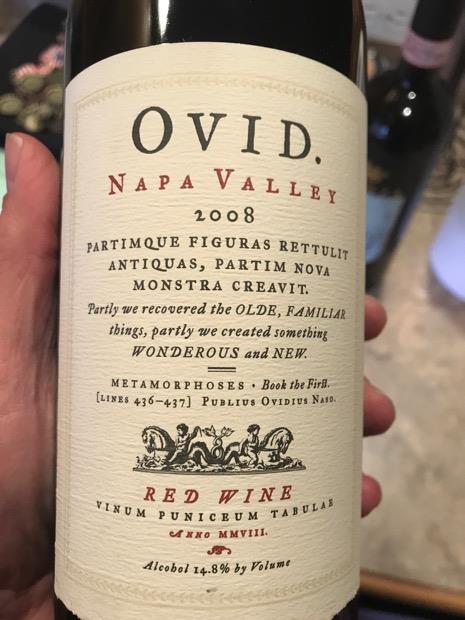 OVID.
NAPA VALLEY
2008
PARTIMQUE FIGURAS RETTULIT
ANTIQUAS, PARTIM NOVA
MONSTRA CREAVIT.
Partly we recovered the OLDE, FAMILIAR
things, partly we created something
WONDEROUS and NEW.
METAMORPHOSES • Book the First.
[LINES 436–437] PUBLIUS OVIDIUS NASO.
RED WINE
VINUM PUNICEUM TABULAE
ANNO MMVIII.
Alcohol 14.8% by Volume